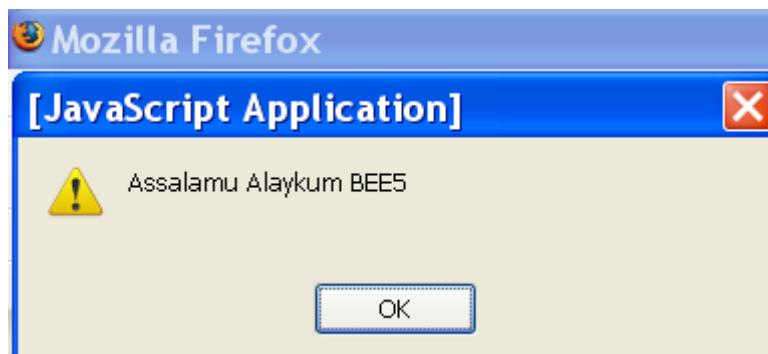 Mozilla Firefox
[JavaScript Application]
Assalamu Alaykum BEE5
OK